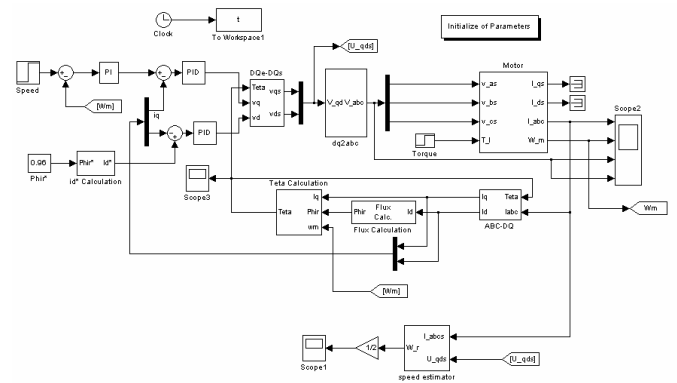 t
Clock
To Workspace1
[U_qds]
Initialize of Parameters
Speed
PI
PID
DQe-DQs
Teta
vq
vd
vqs
vds
V_qd
V_abc
dq2abc
Motor
v_as
v_bs
v_cs
T_l
I_qs
I_ds
I_abc
W_m
Scope2
[Wm]
iq
PID
Torque
0.96
Phir*
Phir*
Id*
id* Calculation
Scope3
Wm
Teta Calculation
Teta
Iq
Phir
wm
Phir
Flux
Calc.
Id
Flux Calculation
Iq
Id
Teta
Iabc
ABC-DQ
[Wm]
Scope1
1/2
W_r
I_abcs
U_qds
speed estimator
[U_qds]